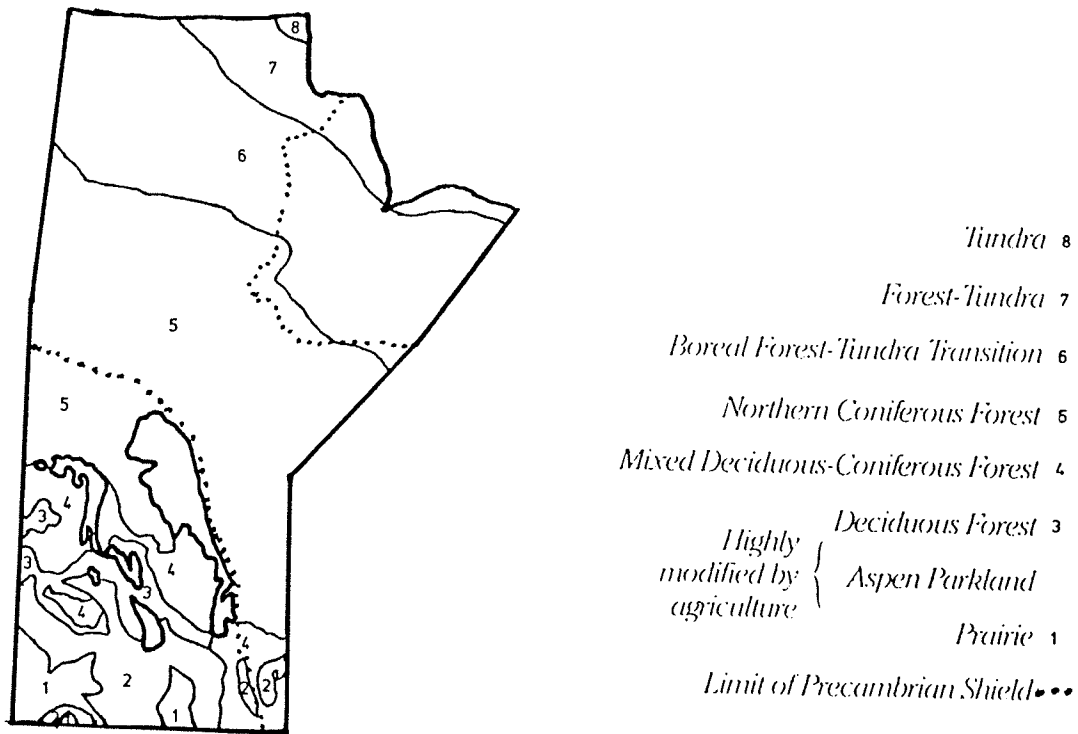 8
7
6
5
5
4
3
3
4
4
3
4
2
2
1
2
1
Tundra 8
Forest-Tundra 7
Boreal Forest-Tundra Transition 6
Northern Coniferous Forest 5
Mixed Deciduous-Coniferous Forest 4
Deciduous Forest 3
Highly
modified by
agriculture
Aspen Parkland
Prairie 1
Limit of Precambrian Shield